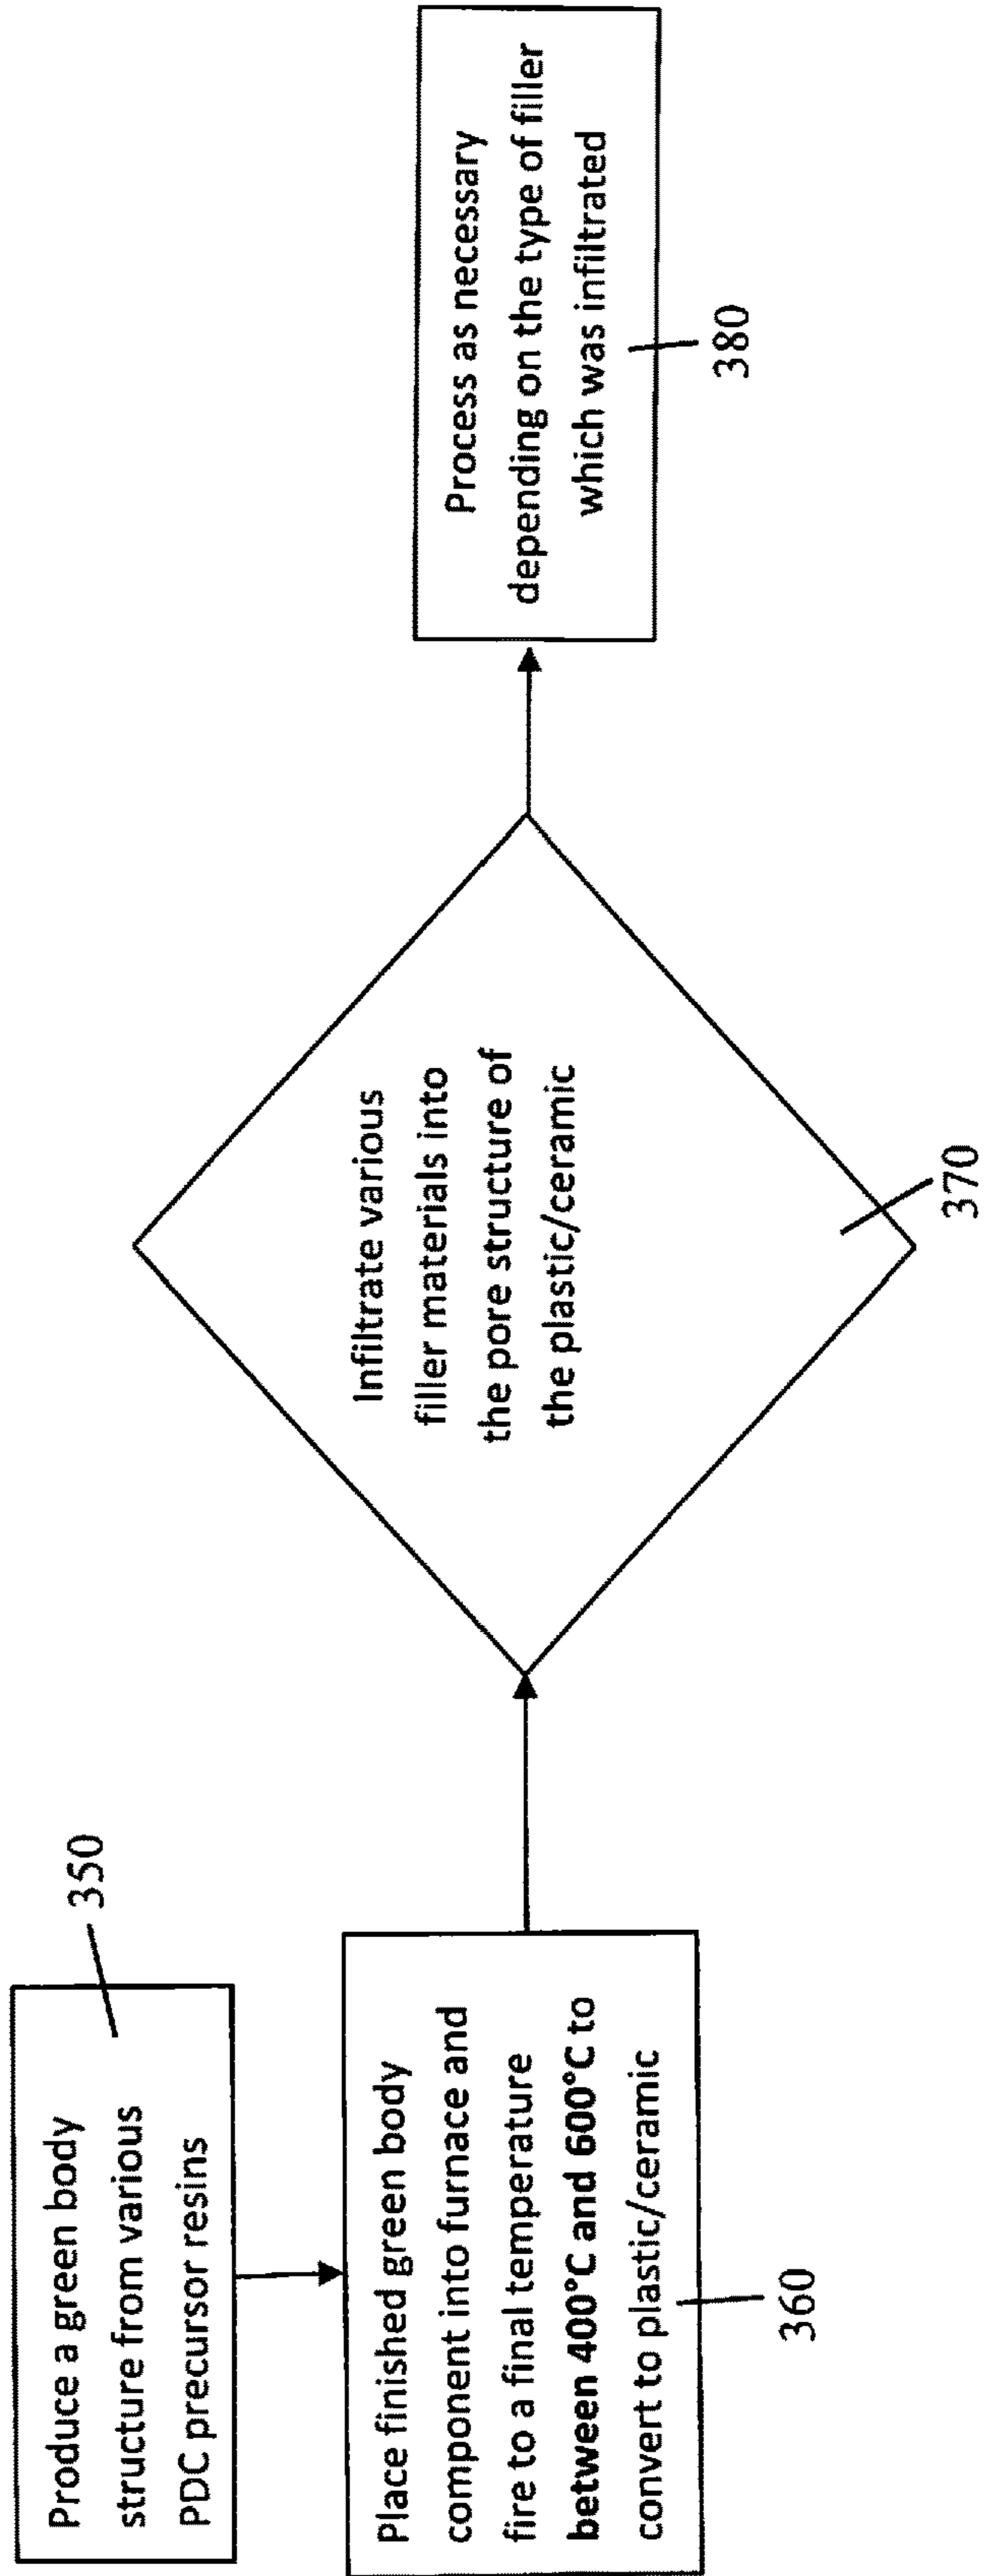 Produce a green body
structure from various
PDC precursor resins
350
Place finished green body
component into furnace and
fire to a final temperature
between 400°C and 600°C to
convert to plastic/ceramic
360
Infiltrate various
filler materials into
the pore structure of
the plastic/ceramic
370
Process as necessary
depending on the type of filler
which was infiltrated
380